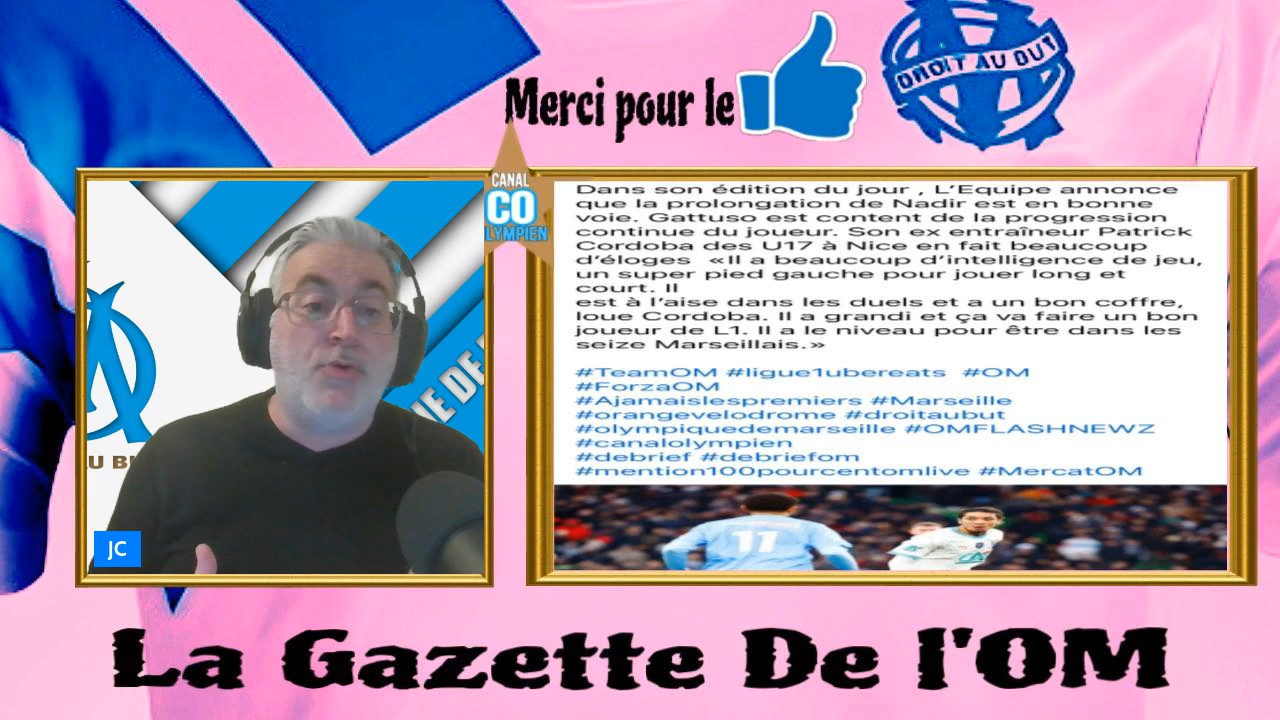 Merci pour le
DROIT AU BUT
CANAL
CO
LYMPIEN
Dans son édition du jour , L’Equipe annonce
que la prolongation de Nadir est en bonne
voie. Gattuso est content de la progression
continue du joueur. Son ex entraîneur Patrick
Cordoba des U17 à Nice en fait beaucoup
d’éloges «Il a beaucoup d’intelligence de jeu,
un super pied gauche pour jouer long et
court. Il
est à l’aise dans les duels et a un bon coffre,
loue Cordoba. Il a grandi et ça va faire un bon
joueur de L1. Il a le niveau pour être dans les
seize Marseillais.»
#TeamOM #ligue1ubereats #OM
#ForzaOM
#Ajamaislespremiers #Marseille
#orangevelodrome #droitaubut
#olympiquedemarseille #OMFLASHNEWZ
#canalolympien
#debrief #debriefom
#mention100pourcentomlive #MercatOM
17
JC
La Gazette De l'OM